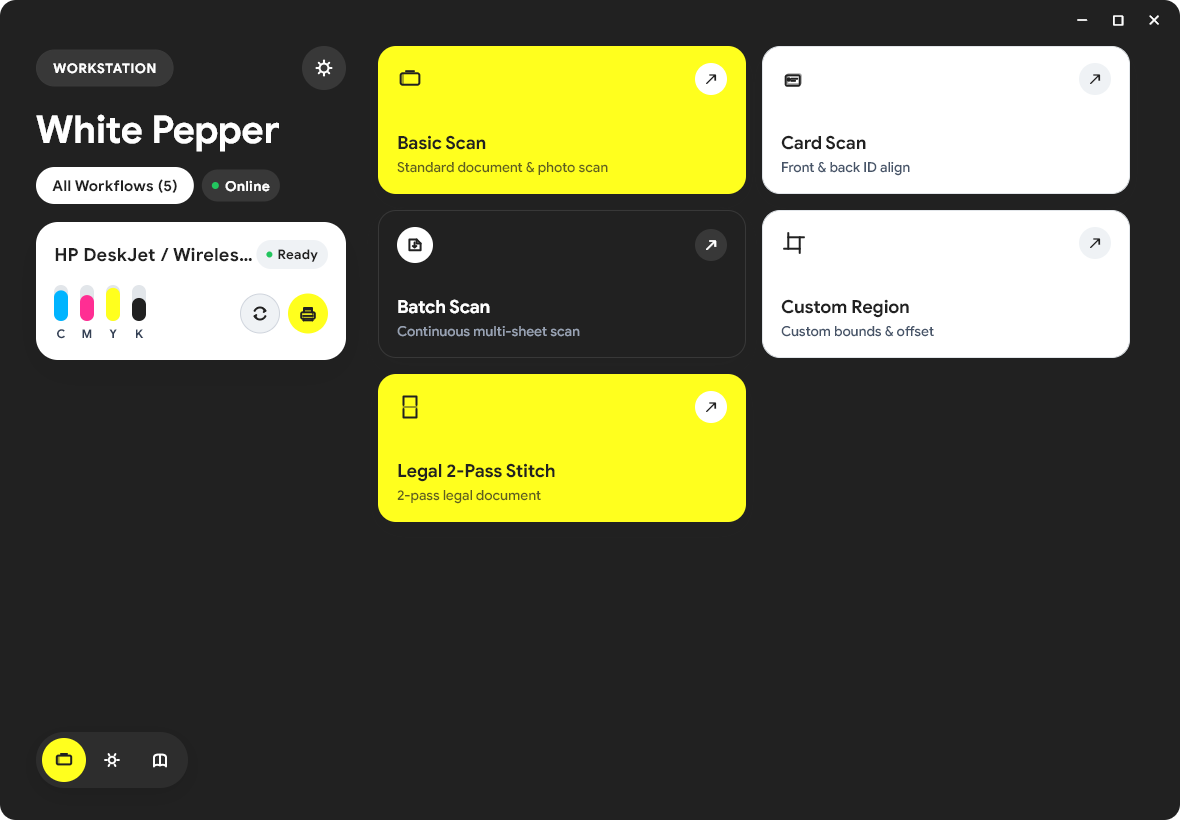 WORKSTATION
White Pepper
All Workflows (5)
Online
HP DeskJet / Wireles...
Ready
C M Y K
Basic Scan
Standard document & photo scan
Card Scan
Front & back ID align
Batch Scan
Continuous multi-sheet scan
Custom Region
Custom bounds & offset
Legal 2-Pass Stitch
2-pass legal document